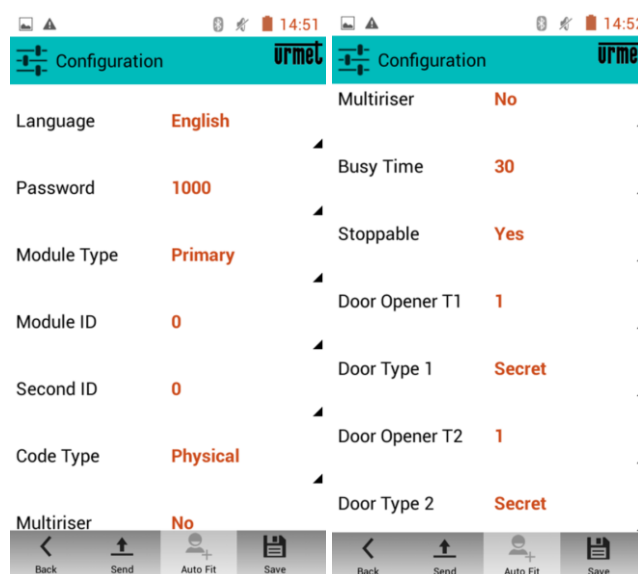 14:51
Configuration urmet
Language English
Password 1000
Module Type Primary
Module ID 0
Second ID 0
Code Type Physical
Multiriser No
Back Send Auto Fit Save
14:52
Configuration urme
Multiriser No
Busy Time 30
Stoppable Yes
Door Opener T1 1
Door Type 1 Secret
Door Opener T2 1
Door Type 2 Secret
Back Send Auto Fit Save